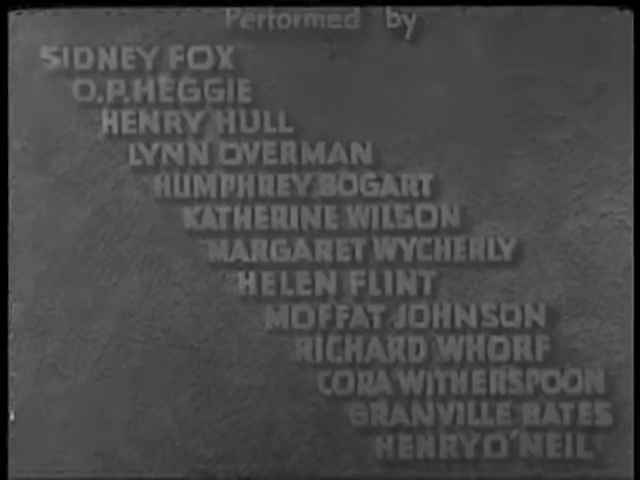 Performed by
SIDNEY FOX
O.P. HEGGIE
HENRY HULL
LYNN OVERMAN
HUMPHREY BOGART
KATHERINE WILSON
MARGARET WYCHERLY
HELEN FLINT
MOFFAT JOHNSON
RICHARD WHORF
CORA WITHERSPOON
GRANVILLE BATES
HENRY O'NEIL